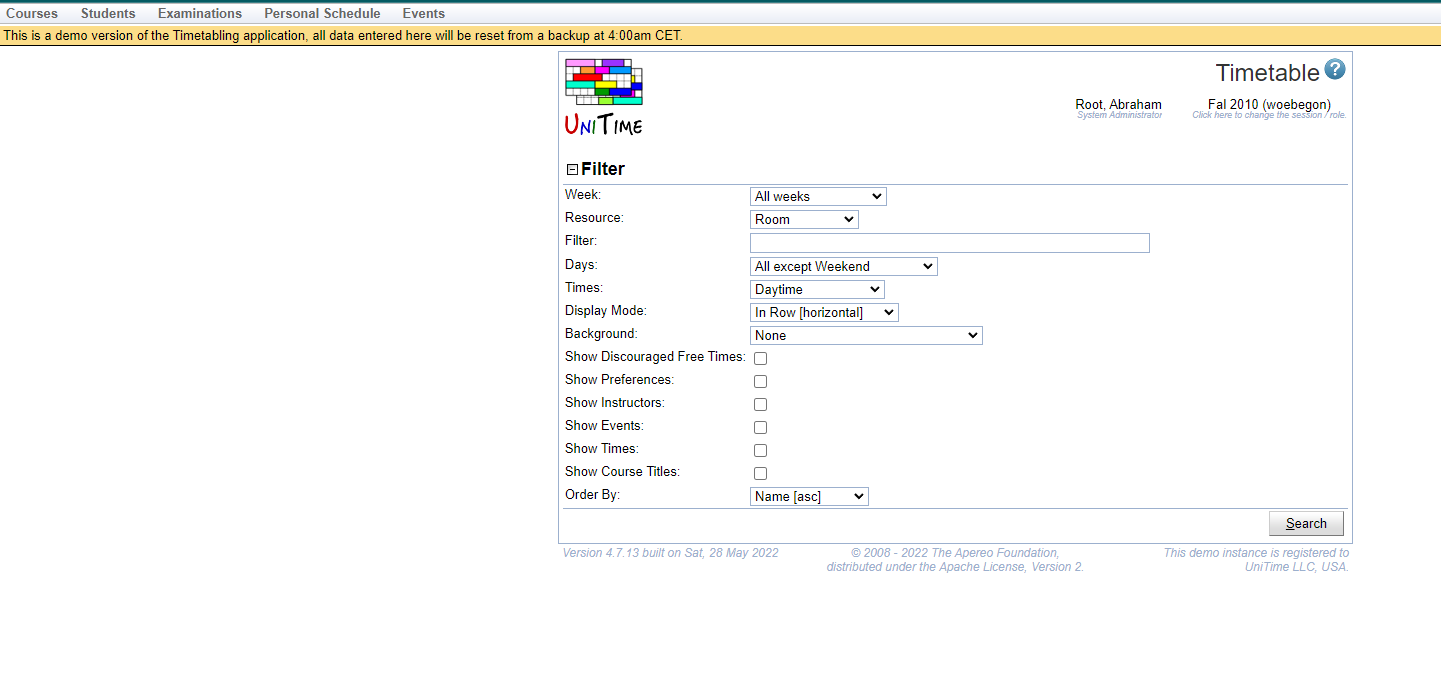 Courses Students Examinations Personal Schedule Events
This is a demo version of the Timetabling application, all data entered here will be reset from a backup at 4:00am CET.
UNITIME
Timetable ?
Root, Abraham Fal 2010 (woebegon)
System Administrator Click here to change the session / role.
Filter
Week: All weeks
Resource: Room
Filter:
Days: All except Weekend
Times: Daytime
Display Mode: In Row [horizontal]
Background: None
Show Discouraged Free Times:
Show Preferences:
Show Instructors:
Show Events:
Show Times:
Show Course Titles:
Order By: Name [asc]
Search
Version 4.7.13 built on Sat, 28 May 2022 © 2008 - 2022 The Apereo Foundation, This demo instance is registered to
distributed under the Apache License, Version 2. UniTime LLC, USA.